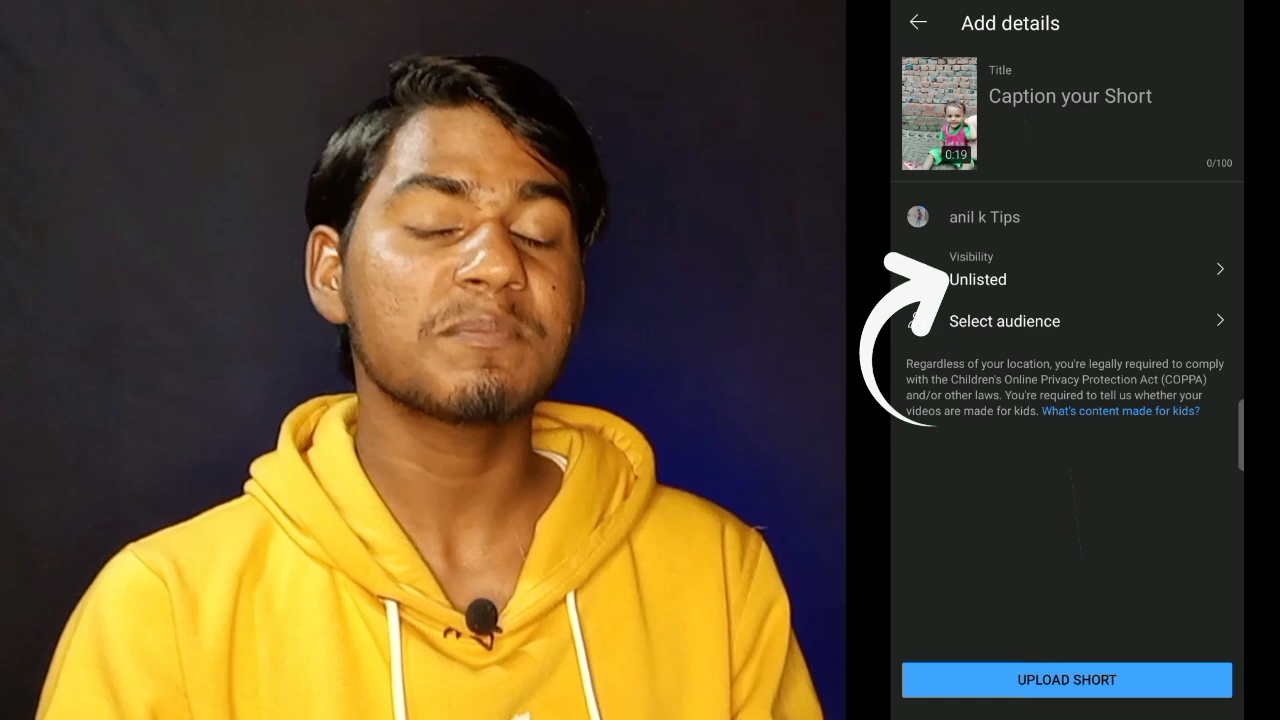 Add details
Title
Caption your Short
0:19
0/100
anil k Tips
Visibility
Unlisted
Select audience
Regardless of your location, you're legally required to comply
with the Children's Online Privacy Protection Act (COPPA)
and/or other laws. You're required to tell us whether your
videos are made for kids. What's content made for kids?
UPLOAD SHORT